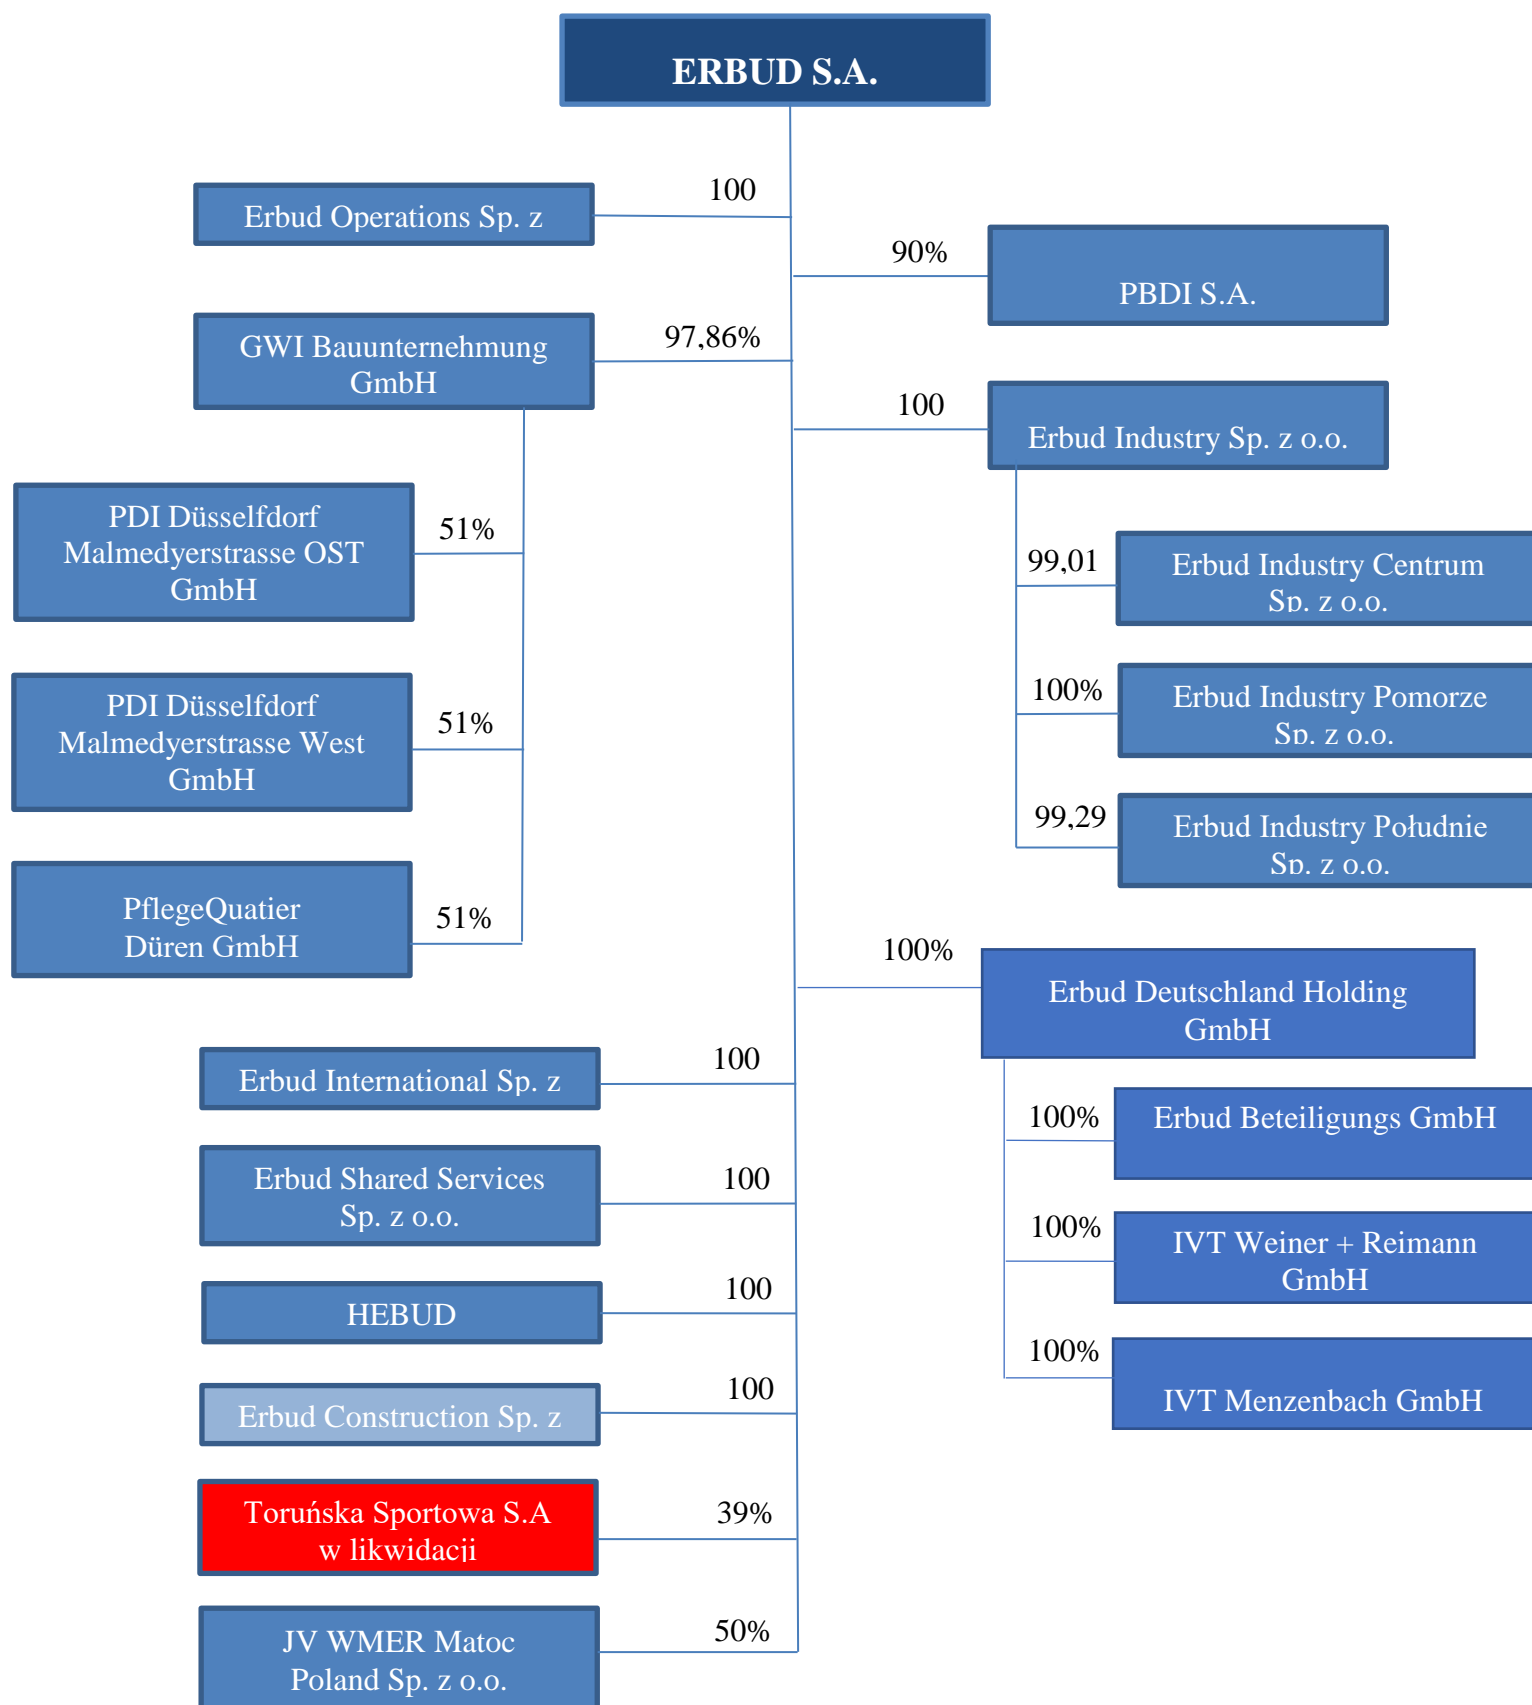 ERBUD S.A.
100
Erbud Operations Sp. z
90%
PBDI S.A.
GWI Bauunternehmung
GmbH
97,86%
100
Erbud Industry Sp. z o.o.
PDI Düsselfdorf
Malmedyerstrasse OST
GmbH
51%
99,01
Erbud Industry Centrum
Sp. z o.o.
PDI Düsselfdorf
Malmedyerstrasse West
GmbH
51%
100%
Erbud Industry Pomorze
Sp. z o.o.
99,29
Erbud Industry Południe
Sp. z o.o.
PflegeQuatier
Düren GmbH
51%
100%
Erbud Deutschland Holding
GmbH
Erbud International Sp. z
100
100%
Erbud Beteiligungs GmbH
Erbud Shared Services
Sp. z o.o.
100
100%
IVT Weiner + Reimann
GmbH
HEBUD
100
100%
IVT Menzenbach GmbH
Erbud Construction Sp. z
100
Toruńska Sportowa S.A
w likwidacji
39%
JV WMER Matoc
Poland Sp. z o.o.
50%